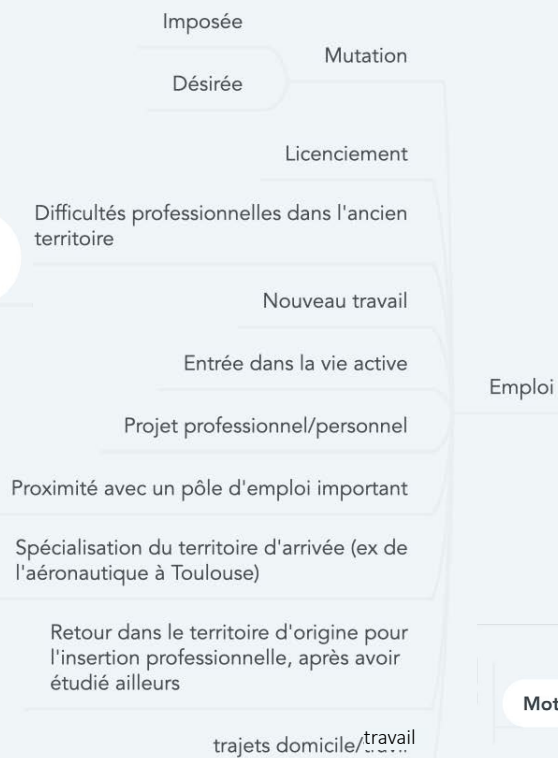 Imposée
Mutation
Désirée
Licenciement
Difficultés professionnelles dans l'ancien
territoire
Nouveau travail
Entrée dans la vie active
Emploi
Projet professionnel/personnel
Proximité avec un pôle d'emploi important
Spécialisation du territoire d'arrivée (ex de
l'aéronautique à Toulouse)
Retour dans le territoire d'origine pour
l'insertion professionnelle, après avoir
étudié ailleurs
Mot
trajets domicile/travail